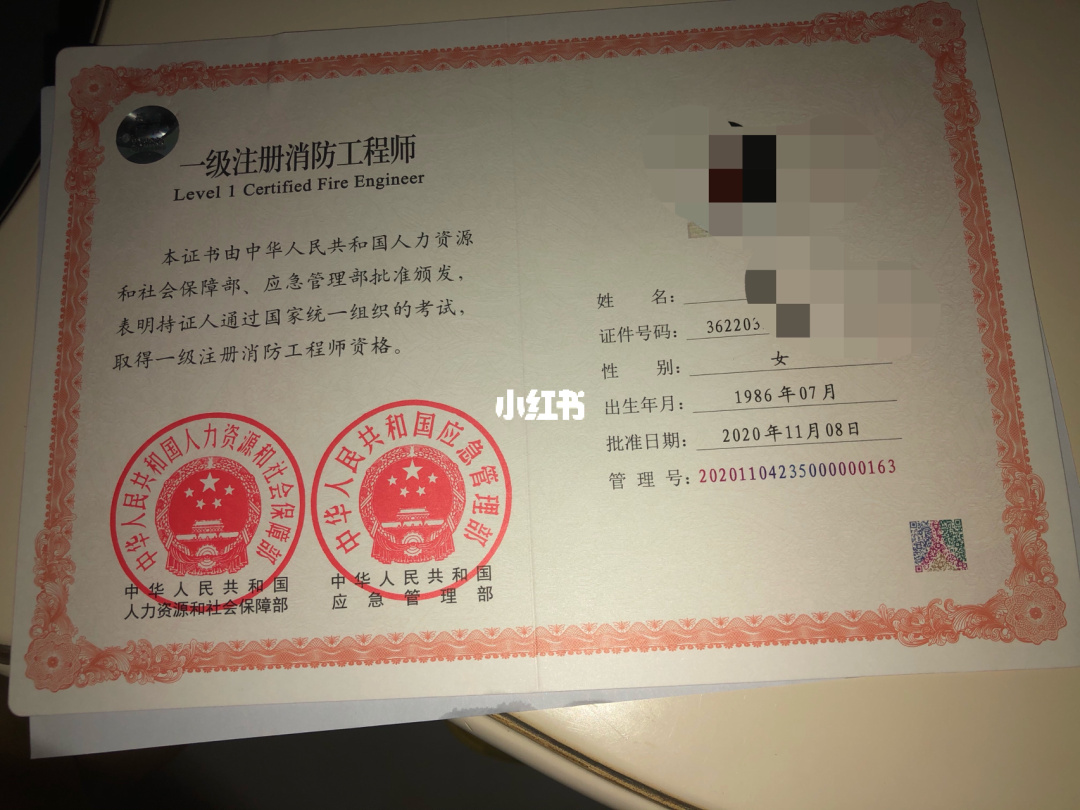 一级注册消防工程师
Level 1 Certified Fire Engineer
本证书由中华人民共和国人力资源
和社会保障部、应急管理部批准颁发,
表明持证人通过国家统一组织的考试,
取得一级注册消防工程师资格。
中华人民共和国人力资源和社会保障部
中华人民共和国应急管理部
中华人民共和国
人力资源和社会保障部
中华人民共和国
应急管理部
小红书
姓名:
证件号码: 362203
性别: 女
出生年月: 1986年07月
批准日期: 2020年11月08日
管理号: 20201104235000000163